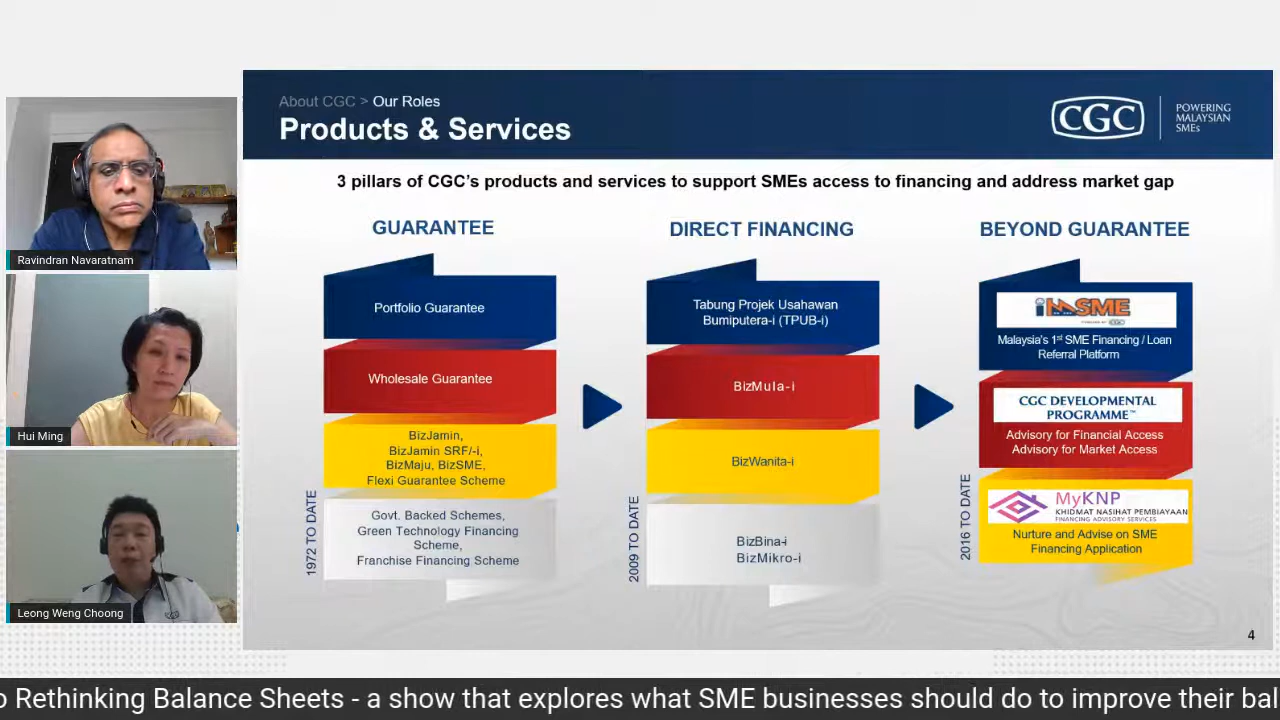 About CGC > Our Roles
Products & Services
CGC
POWERING
MALAYSIAN
SMEs
3 pillars of CGC's products and services to support SMEs access to financing and address market gap
GUARANTEE
Portfolio Guarantee
Wholesale Guarantee
BizJamin,
BizJamin SRF/-i,
BizMaju, BizSME,
Flexi Guarantee Scheme
Govt. Backed Schemes,
Green Technology Financing
Scheme,
Franchise Financing Scheme
1972 TO DATE
DIRECT FINANCING
Tabung Projek Usahawan
Bumiputera-i (TPUB-i)
BizMula-i
BizWanita-i
BizBina-i
BizMikro-i
2009 TO DATE
BEYOND GUARANTEE
imSME
Malaysia's 1st SME Financing / Loan
Referral Platform
CGC DEVELOPMENTAL
PROGRAMME™
Advisory for Financial Access
Advisory for Market Access
MyKNP
KHIDMAT NASIHAT PEMBIAYAAN
FINANCING ADVISORY SERVICES
Nurture and Advise on SME
Financing Application
2016 TO DATE
4
Ravindran Navaratnam
Hui Ming
Leong Weng Choong
o Rethinking Balance Sheets - a show that explores what SME businesses should do to improve their bal